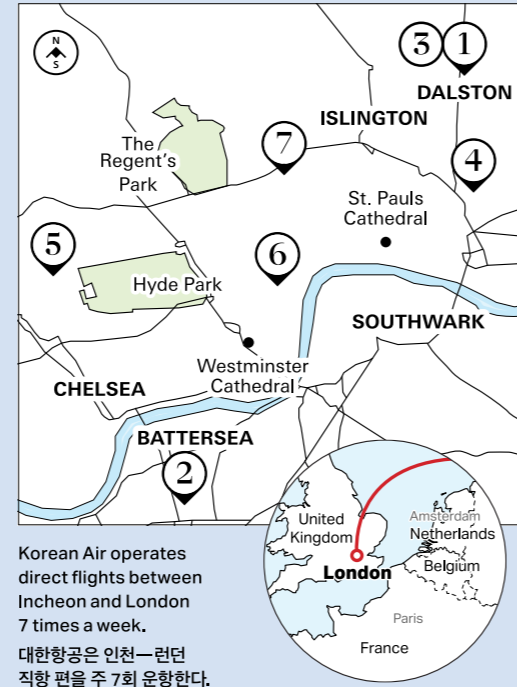 N
S
3
1
DALSTON
ISLINGTON
7
The
Regent's
Park
4
St. Pauls
Cathedral
5
6
Hyde Park
SOUTHWARK
Westminster
Cathedral
CHELSEA
BATTERSEA
2
United
Kingdom
Amsterdam
Netherlands
London
Belgium
Paris
France
Korean Air operates
direct flights between
Incheon and London
7 times a week.
대한항공은 인천—런던
직항 편을 주 7회 운항한다.